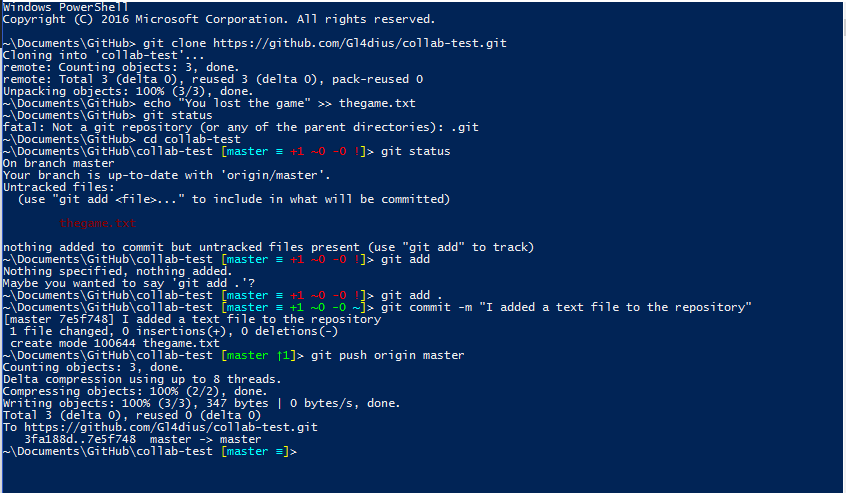 Windows PowerShell
Copyright (C) 2016 Microsoft Corporation. All rights reserved.
~\Documents\GitHub> git clone https://github.com/Gl4dius/collab-test.git
Cloning into 'collab-test'...
remote: Counting objects: 3, done.
remote: Total 3 (delta 0), reused 3 (delta 0), pack-reused 0
Unpacking objects: 100% (3/3), done.
~\Documents\GitHub> echo "You lost the game" >> thegame.txt
~\Documents\GitHub> git status
fatal: Not a git repository (or any of the parent directories): .git
~\Documents\GitHub> cd collab-test
~\Documents\GitHub\collab-test [master ≡ +1 ~0 -0 !]> git status
On branch master
Your branch is up-to-date with 'origin/master'.
Untracked files:
  (use "git add <file>..." to include in what will be committed)
        thegame.txt
nothing added to commit but untracked files present (use "git add" to track)
~\Documents\GitHub\collab-test [master ≡ +1 ~0 -0 !]> git add
Nothing specified, nothing added.
Maybe you wanted to say 'git add .'?
~\Documents\GitHub\collab-test [master ≡ +1 ~0 -0 !]> git add .
~\Documents\GitHub\collab-test [master ≡ +1 ~0 -0 ~]> git commit -m "I added a text file to the repository"
[master 7e5f748] I added a text file to the repository
 1 file changed, 0 insertions(+), 0 deletions(-)
 create mode 100644 thegame.txt
~\Documents\GitHub\collab-test [master ↑1]> git push origin master
Counting objects: 3, done.
Delta compression using up to 8 threads.
Compressing objects: 100% (2/2), done.
Writing objects: 100% (3/3), 347 bytes | 0 bytes/s, done.
Total 3 (delta 0), reused 0 (delta 0)
To https://github.com/Gl4dius/collab-test.git
   3fa188d..7e5f748  master -> master
~\Documents\GitHub\collab-test [master ≡]>